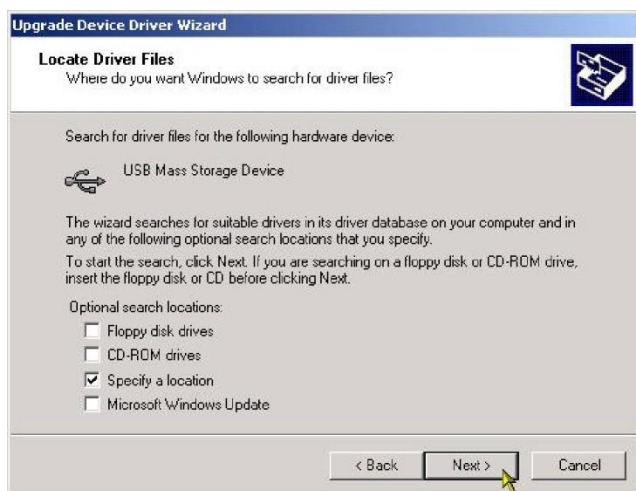 Upgrade Device Driver Wizard
Locate Driver Files
Where do you want Windows to search for driver files?
Search for driver files for the following hardware device:
USB Mass Storage Device
The wizard searches for suitable drivers in its driver database on your computer and in
any of the following optional search locations that you specify.
To start the search, click Next. If you are searching on a floppy disk or CD-ROM drive,
insert the floppy disk or CD before clicking Next.
Optional search locations:
Floppy disk drives
CD-ROM drives
Specify a location
Microsoft Windows Update
< Back Next > Cancel